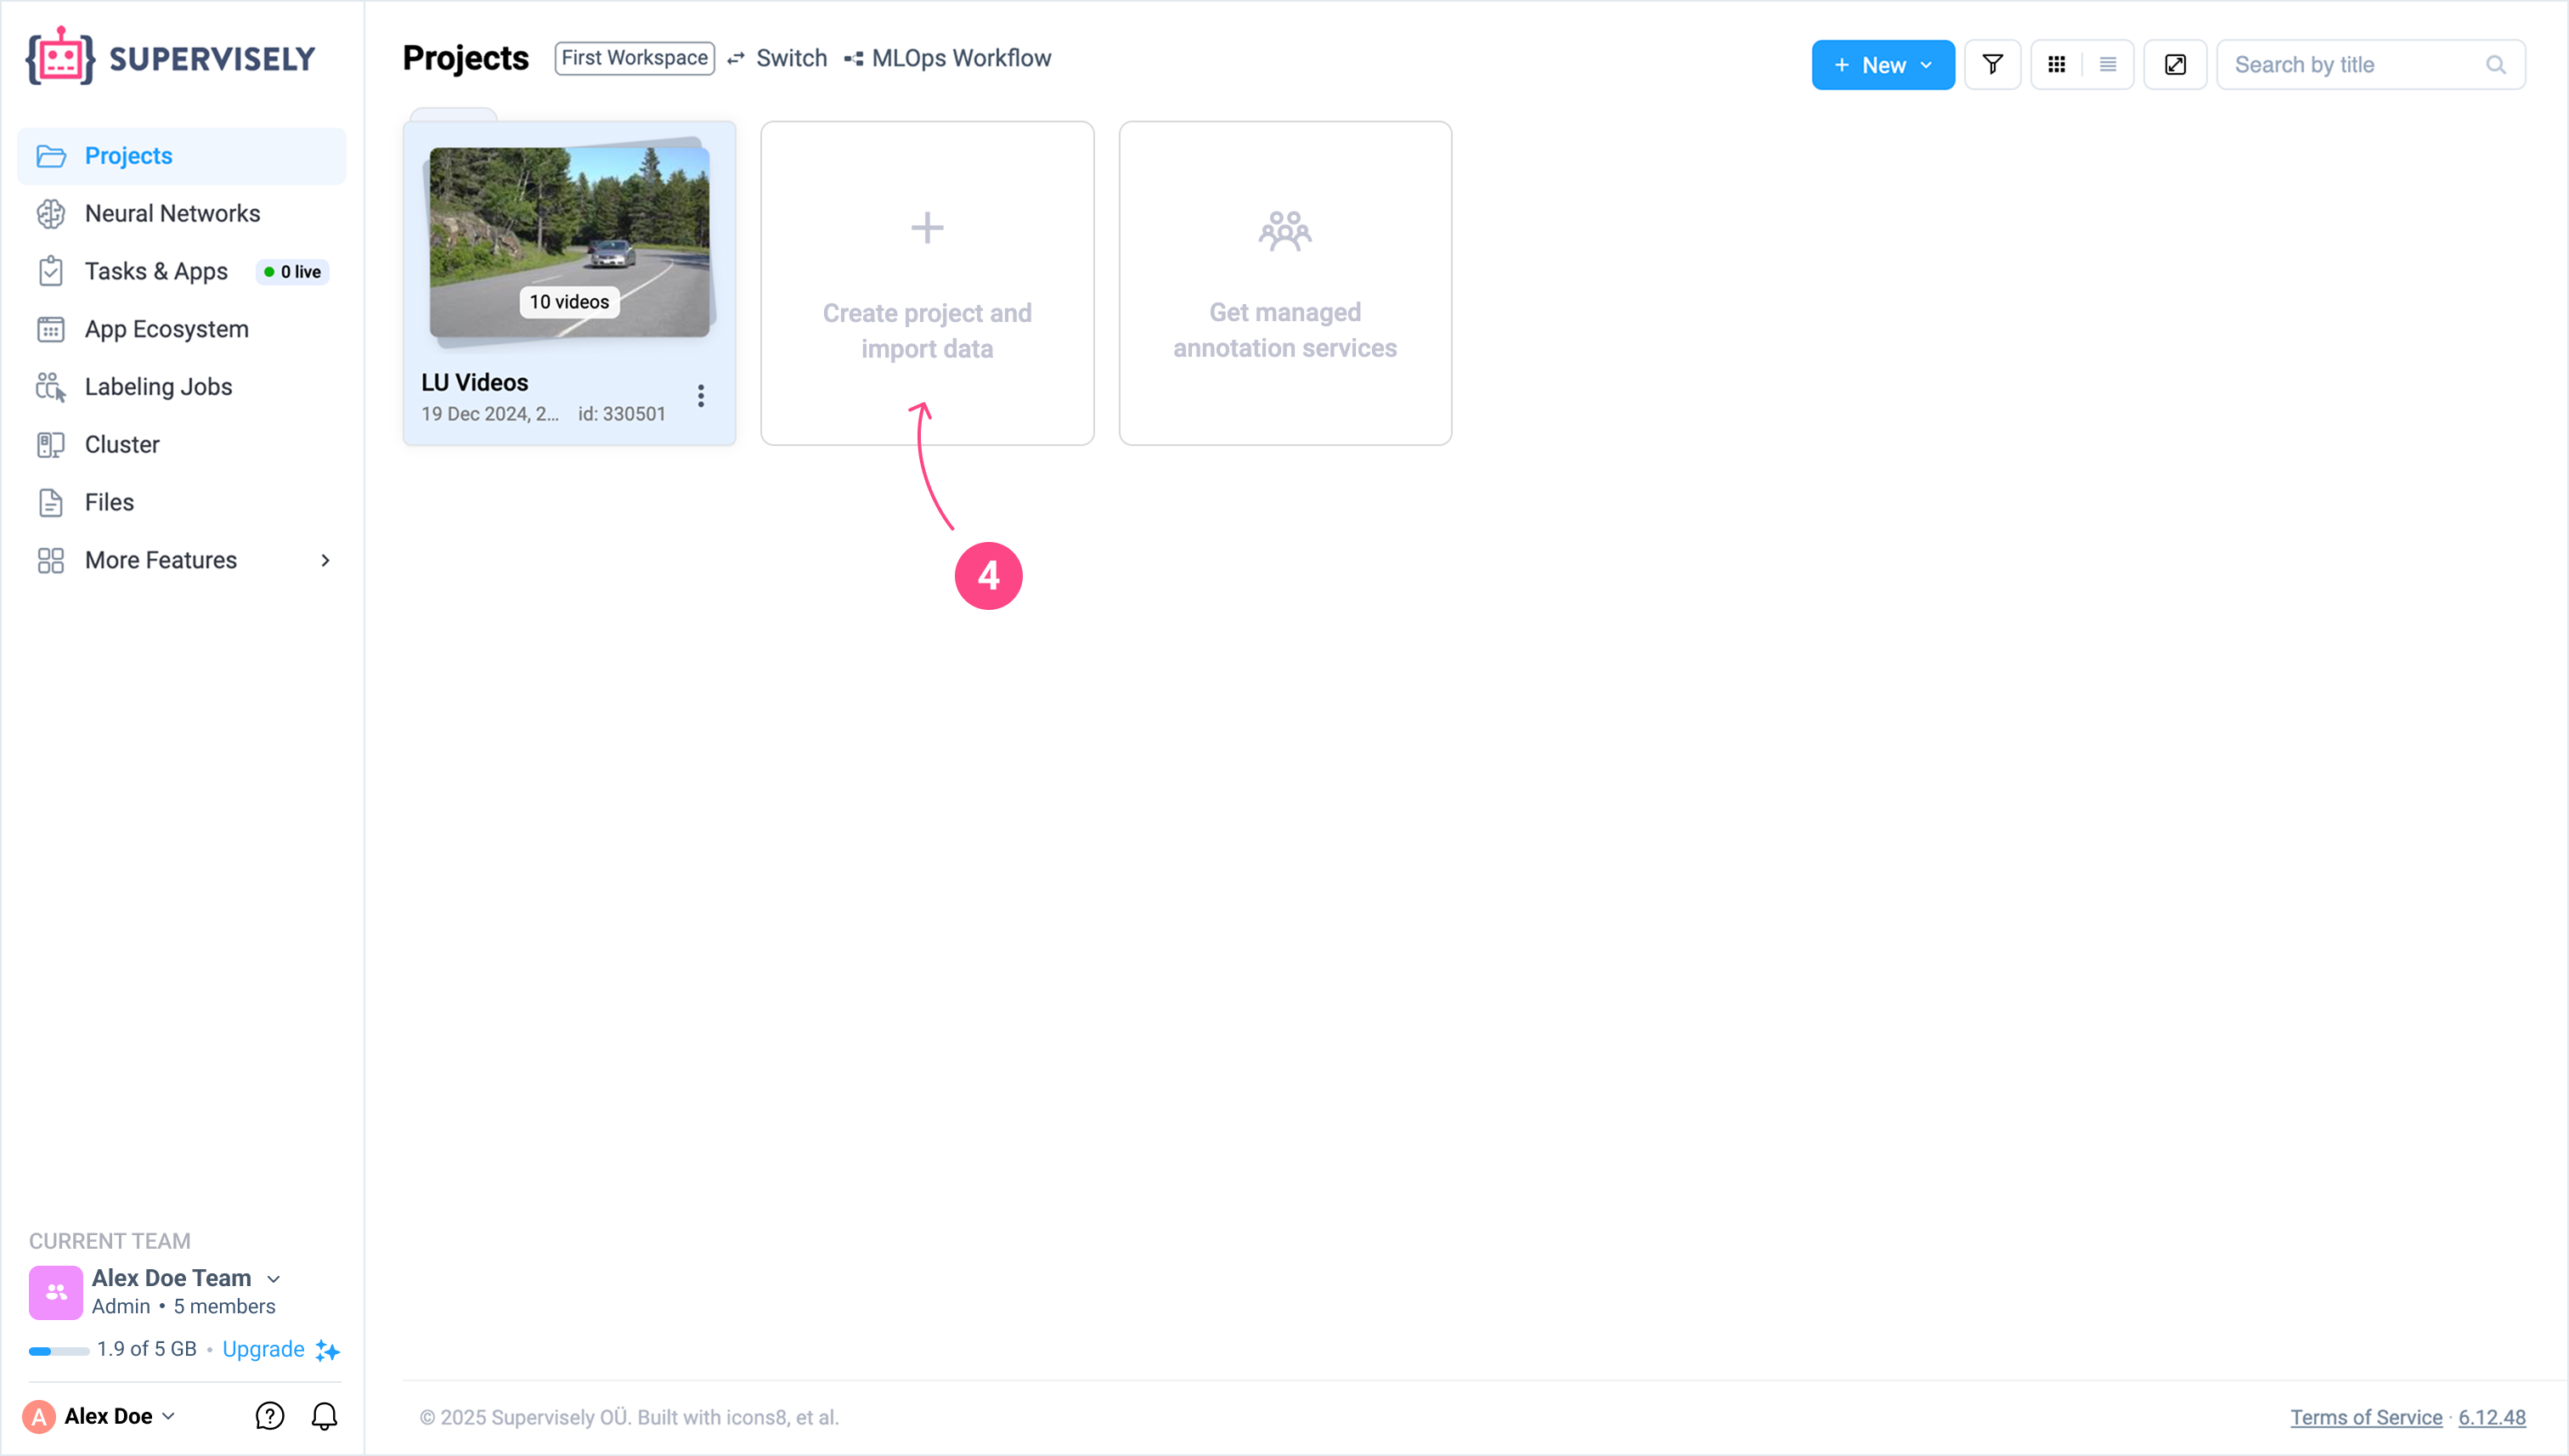 SUPERVISELY
Projects
Neural Networks
Tasks & Apps 0 live
App Ecosystem
Labeling Jobs
Cluster
Files
More Features
CURRENT TEAM
Alex Doe Team
Admin • 5 members
1.9 of 5 GB • Upgrade
A Alex Doe
Projects First Workspace Switch MLOps Workflow
+ New Search by title
10 videos
LU Videos
19 Dec 2024, 2... id: 330501
Create project and
import data
Get managed
annotation services
4
© 2025 Supervisely OÜ. Built with icons8, et al.
Terms of Service · 6.12.48